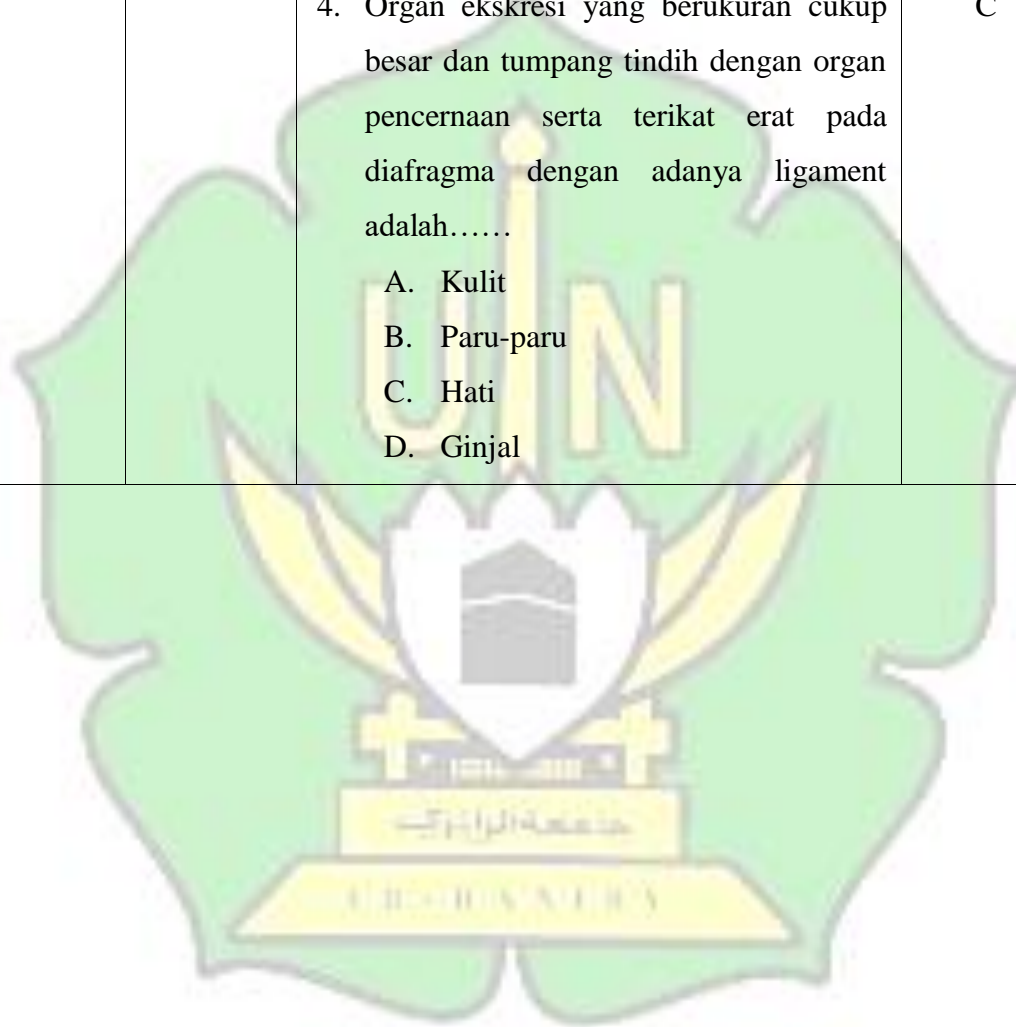 4. Organ ekskresi yang berukuran cukup C
besar dan tumpang tindih dengan organ
pencernaan serta terikat erat pada
diafragma dengan adanya ligament
adalah……
A. Kulit
B. Paru-paru
C. Hati
D. Ginjal
UIN